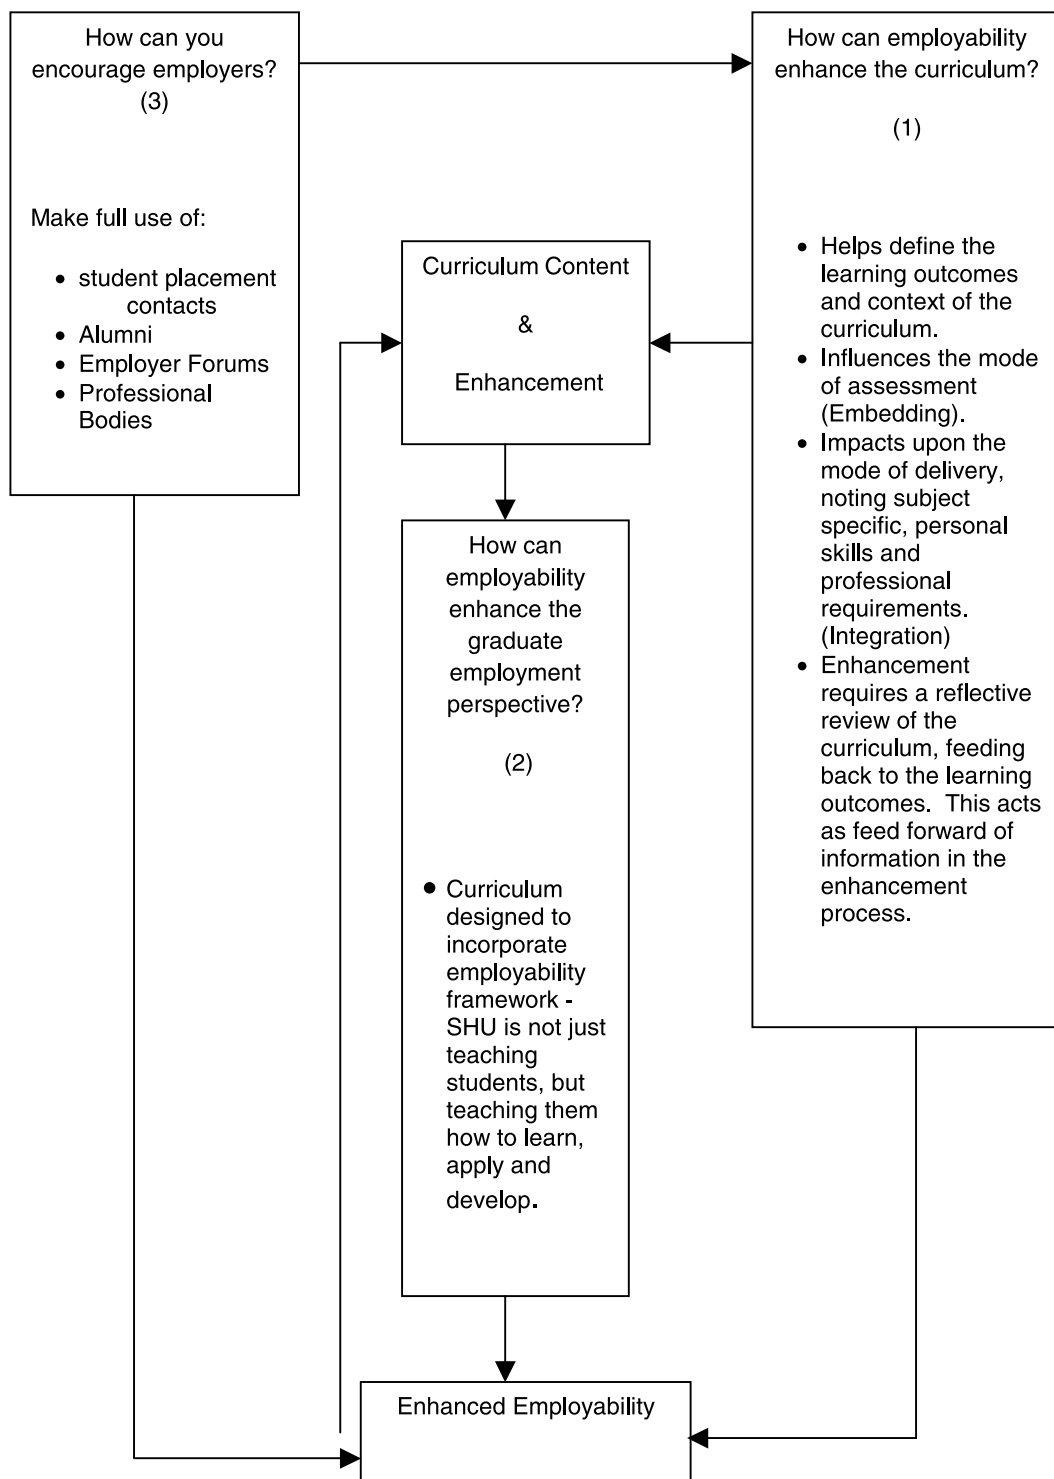 How can you
encourage employers?
(3)
Make full use of:
• student placement
contacts
• Alumni
• Employer Forums
• Professional
Bodies
How can employability
enhance the curriculum?
(1)
• Helps define the
learning outcomes
and context of the
curriculum.
• Influences the mode
of assessment
(Embedding).
• Impacts upon the
mode of delivery,
noting subject
specific, personal
skills and
professional
requirements.
(Integration)
• Enhancement
requires a reflective
review of the
curriculum, feeding
back to the learning
outcomes.  This acts
as feed forward of
information in the
enhancement
process.
Curriculum Content
&
Enhancement
How can
employability
enhance the
graduate
employment
perspective?
(2)
• Curriculum
designed to
incorporate
employability
framework -
SHU is not just
teaching
students, but
teaching them
how to learn,
apply and
develop.
Enhanced Employability